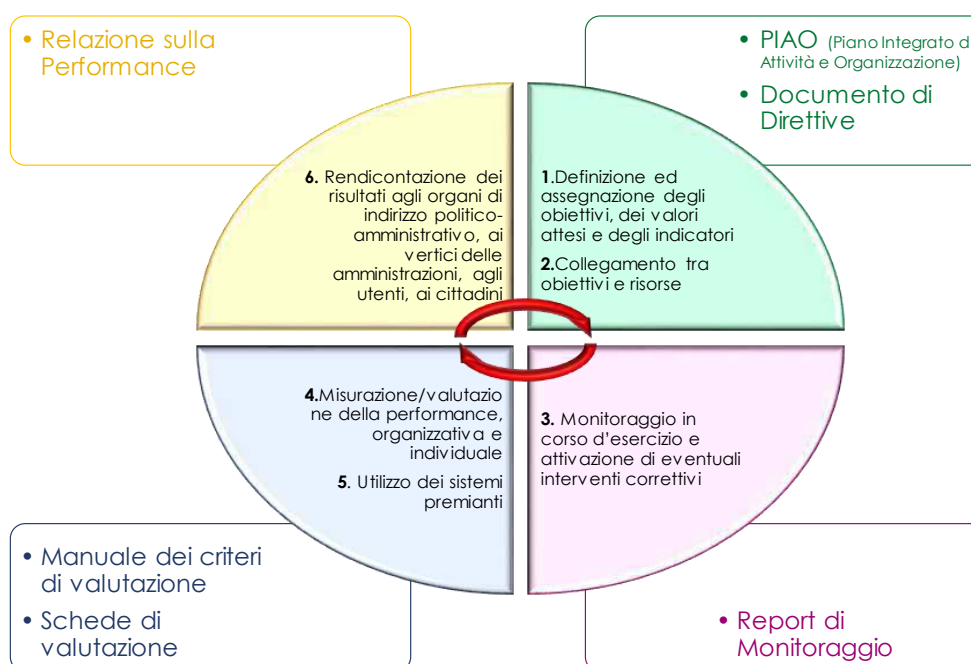 • Relazione sulla
Performance
• PIAO (Piano Integrato d
Attività e Organizzazione)
• Documento di
Direttive
6. Rendicontazione dei
risultati agli organi di
indirizzo politico-
amministrativo, ai
vertici delle
amministrazioni, agli
utenti, ai cittadini
1.Definizione ed
assegnazione degli
obiettivi, dei valori
attesi e degli indicatori
2.Collegamento tra
obiettivi e risorse
4.Misurazione/valutazio
ne della performance,
organizzativa e
individuale
5. Utilizzo dei sistemi
premianti
3. Monitoraggio in
corso d'esercizio e
attivazione di eventuali
interventi correttivi
• Manuale dei criteri
di valutazione
• Schede di
valutazione
• Report di
Monitoraggio